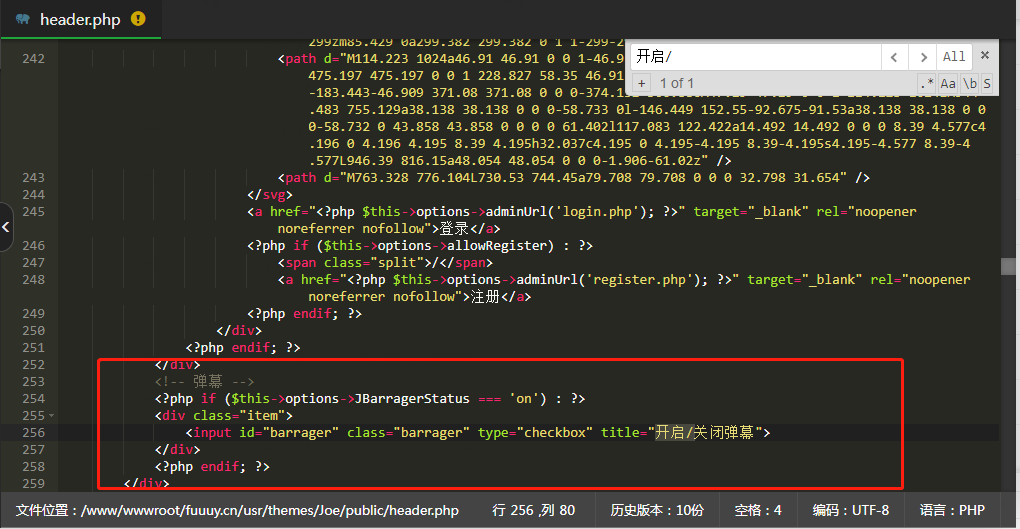 header.php
299zm85.429 0a299.382 299.382 0 1 1-299-2
242 <path d="M114.223 1024a46.91 46.91 0 0 1-46.9
475.197 475.197 0 0 1 228.827 58.35 46.91
-183.443-46.909 371.08 371.08 0 0 0-374.1
.483 755.129a38.138 38.138 0 0 0-58.733 0l-146.449 152.55-92.675-91.53a38.138 38.138 0 0
0-58.732 0 43.858 43.858 0 0 0 0 61.402l117.083 122.422a14.492 14.492 0 0 0 8.39 4.577c4
.196 0 4.196 4.195 8.39 4.195h32.037c4.195 0 4.195-4.195 8.39-4.195s4.195-4.577 8.39-4
.577L946.39 816.15a48.054 48.054 0 0 0-1.906-61.02z" />
243 <path d="M763.328 776.104L730.53 744.45a79.708 79.708 0 0 0 32.798 31.654" />
244 </svg>
245 <a href="<?php $this->options->adminUrl('login.php'); ?>" target="_blank" rel="noopener
noreferrer nofollow">登录</a>
246 <?php if ($this->options->allowRegister) : ?>
247 <span class="split">/</span>
248 <a href="<?php $this->options->adminUrl('register.php'); ?>" target="_blank" rel="noopener
noreferrer nofollow">注册</a>
249 <?php endif; ?>
250 </div>
251 <?php endif; ?>
252 </div>
253 <!-- 弹幕 -->
254 <?php if ($this->options->JBarragerStatus === 'on') : ?>
255 <div class="item">
256 <input id="barrager" class="barrager" type="checkbox" title="开启/关闭弹幕">
257 </div>
258 <?php endif; ?>
259 </div>
开启/
< > All ×
+ 1 of 1 .* Aa \b S
文件位置：/www/wwwroot/fuuuy.cn/usr/themes/Joe/public/header.php 行 256 ,列 80 历史版本：10份 空格：4 编码：UTF-8 语言：PHP